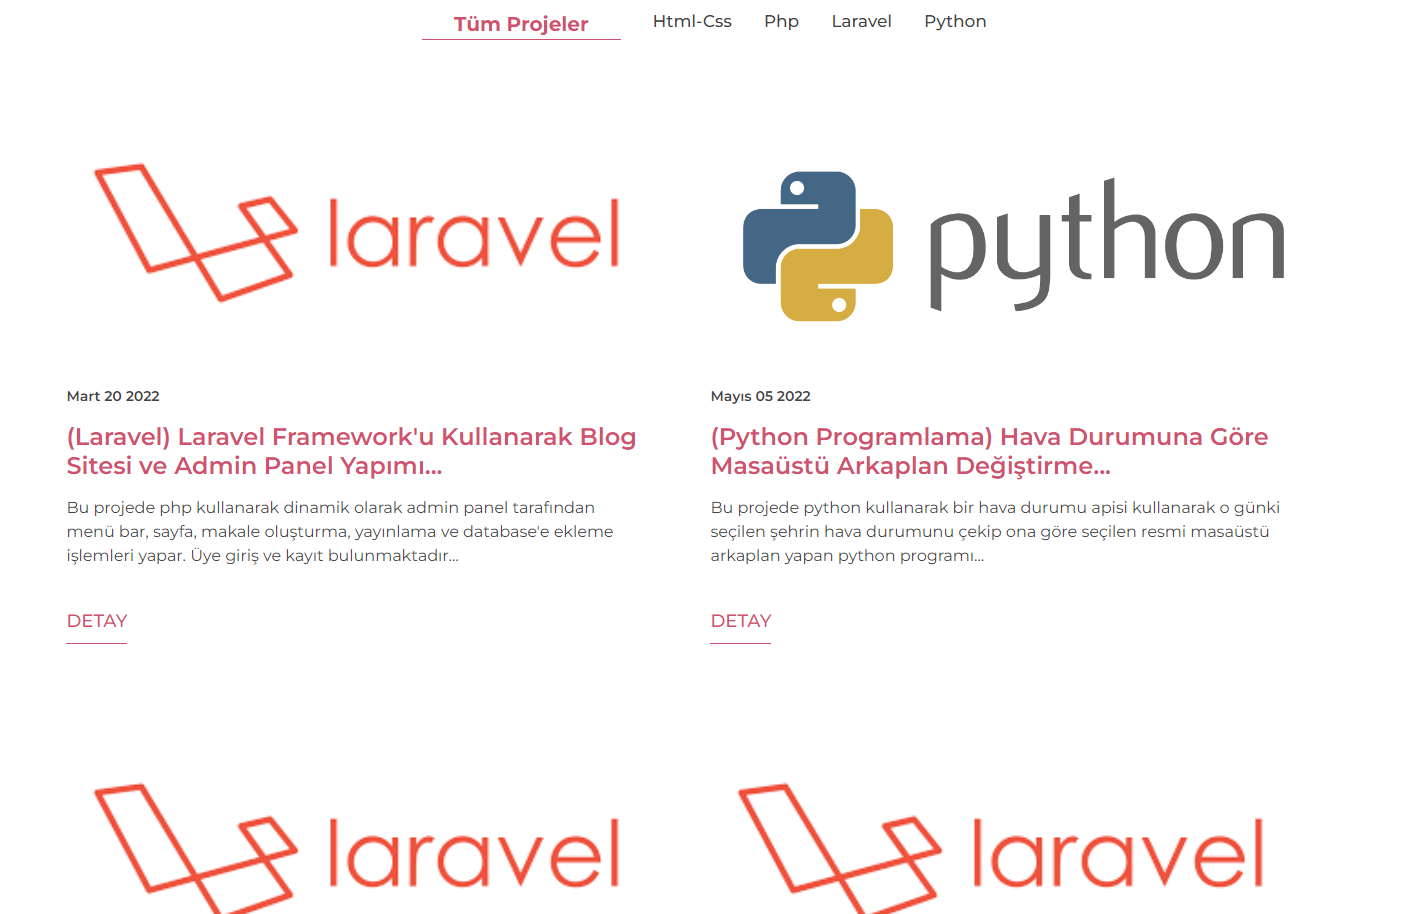 Tüm Projeler Html-Css Php Laravel Python
laravel
python
Mart 20 2022
(Laravel) Laravel Framework'u Kullanarak Blog
Sitesi ve Admin Panel Yapımı...
Bu projede php kullanarak dinamik olarak admin panel tarafından
menü bar, sayfa, makale oluşturma, yayınlama ve database'e ekleme
işlemleri yapar. Üye giriş ve kayıt bulunmaktadır...
DETAY
Mayıs 05 2022
(Python Programlama) Hava Durumuna Göre
Masaüstü Arkaplan Değiştirme...
Bu projede python kullanarak bir hava durumu apisi kullanarak o günki
seçilen şehrin hava durumunu çekip ona göre seçilen resmi masaüstü
arkaplan yapan python programı...
DETAY
laravel
laravel